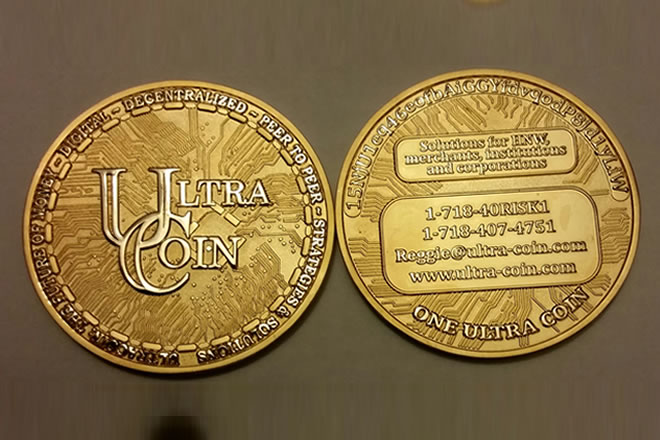 ULTRACOIN THE FUTURE OF MONEY - DIGITAL - DECENTRALIZED - PEER TO PEER - STRATEGIES & SOLUTIONS
ULTRA
COIN
Solutions for HNW,
merchants, institutions
and corporations
1-718-40RISK1
1-718-407-4751
Reggie@ultra-coin.com
www.ultra-coin.com
ONE ULTRA COIN